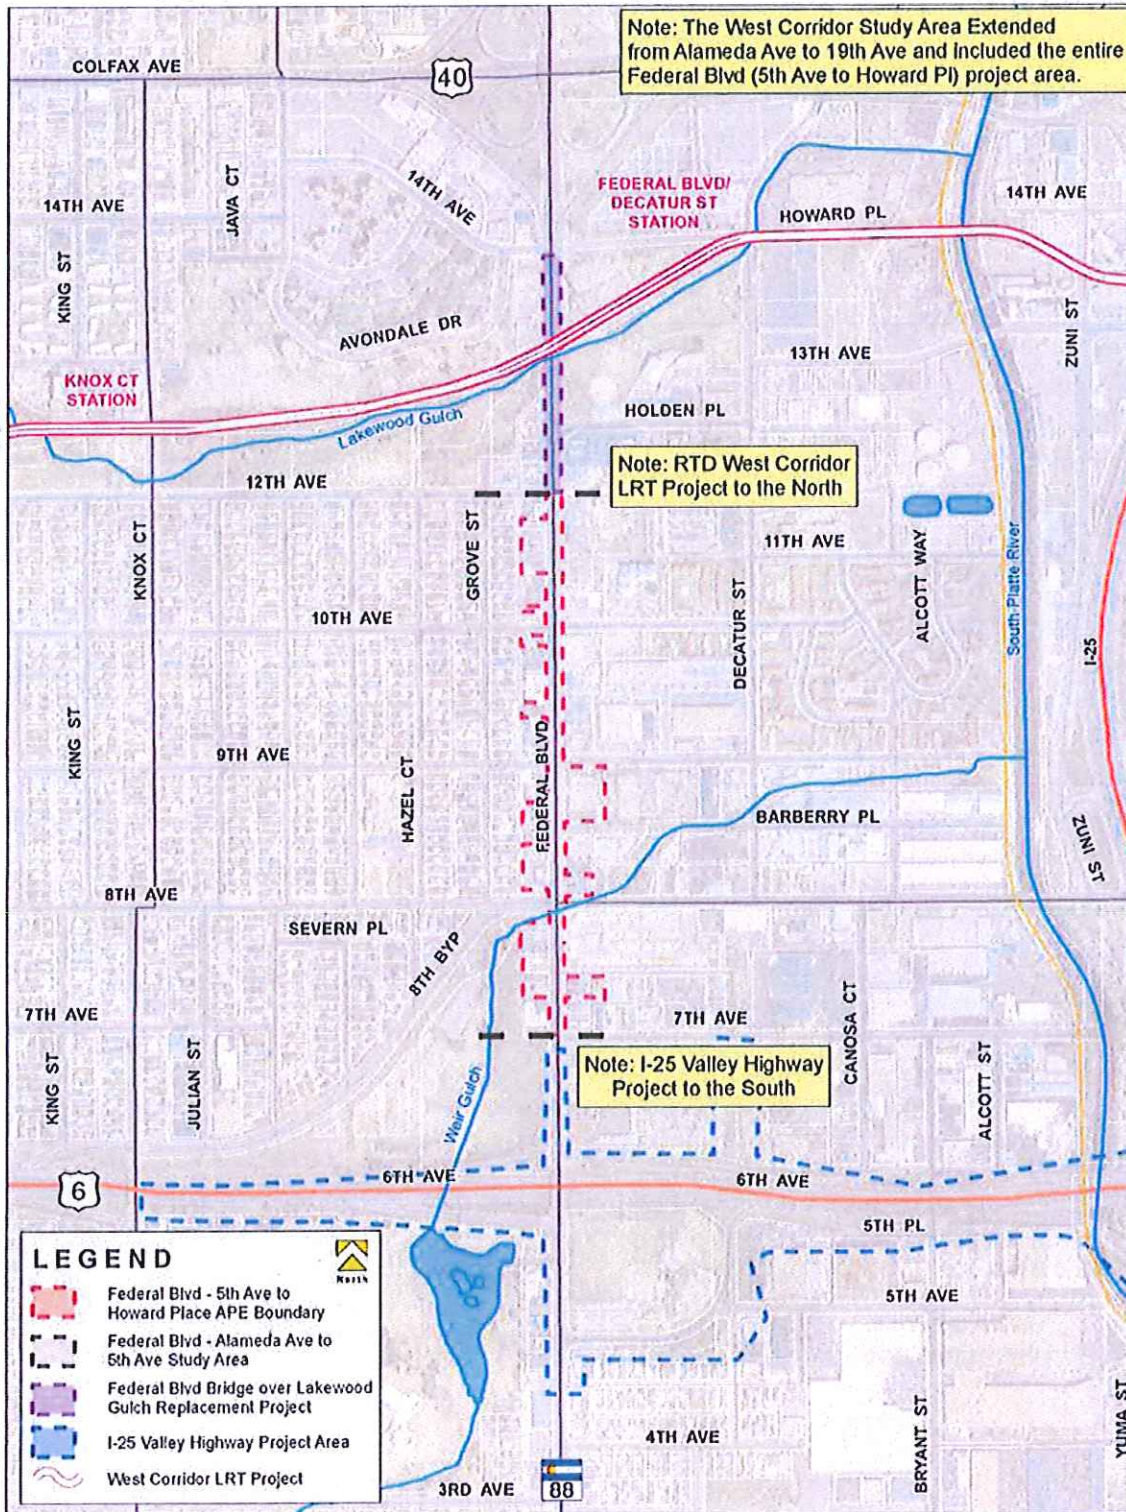 Note: The West Corridor Study Area Extended
from Alameda Ave to 19th Ave and included the entire
Federal Blvd (5th Ave to Howard Pl) project area.
COLFAX AVE
40
14TH AVE
JAVA CT
14TH AVE
FEDERAL BLVD/
DECATUR ST
STATION
HOWARD PL
14TH AVE
KING ST
AVONDALE DR
13TH AVE
ZUNI ST
KNOX CT
STATION
Lakewood Gulch
HOLDEN PL
12TH AVE
Note: RTD West Corridor
LRT Project to the North
KNOX CT
GROVE ST
11TH AVE
ALCOTT WAY
South Platte River
I-25
10TH AVE
DECATUR ST
KING ST
9TH AVE
HAZEL CT
FEDERAL BLVD
BARBERRY PL
ZUNI ST
8TH AVE
SEVERN PL
8TH BYP
7TH AVE
7TH AVE
CANOSA CT
KING ST
JULIAN ST
Weir Gulch
Note: I-25 Valley Highway
Project to the South
ALCOTT ST
6
6TH AVE
6TH AVE
5TH PL
5TH AVE
LEGEND
North
Federal Blvd - 5th Ave to
Howard Place APE Boundary
Federal Blvd - Alameda Ave to
5th Ave Study Area
Federal Blvd Bridge over Lakewood
Gulch Replacement Project
I-25 Valley Highway Project Area
West Corridor LRT Project
4TH AVE
BRYANT ST
YUMA ST
3RD AVE
88